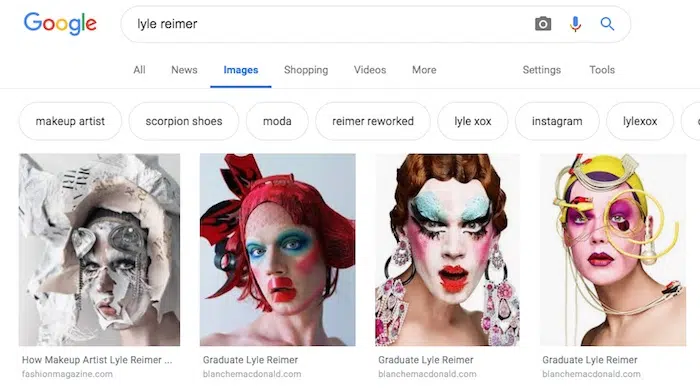 Google
lyle reimer
All News Images Shopping Videos More Settings Tools
makeup artist scorpion shoes moda reimer reworked lyle xox instagram lylexox
How Makeup Artist Lyle Reimer ... Graduate Lyle Reimer Graduate Lyle Reimer Graduate Lyle Reimer
fashionmagazine.com blanchemacdonald.com blanchemacdonald.com blanchemacdonald.com